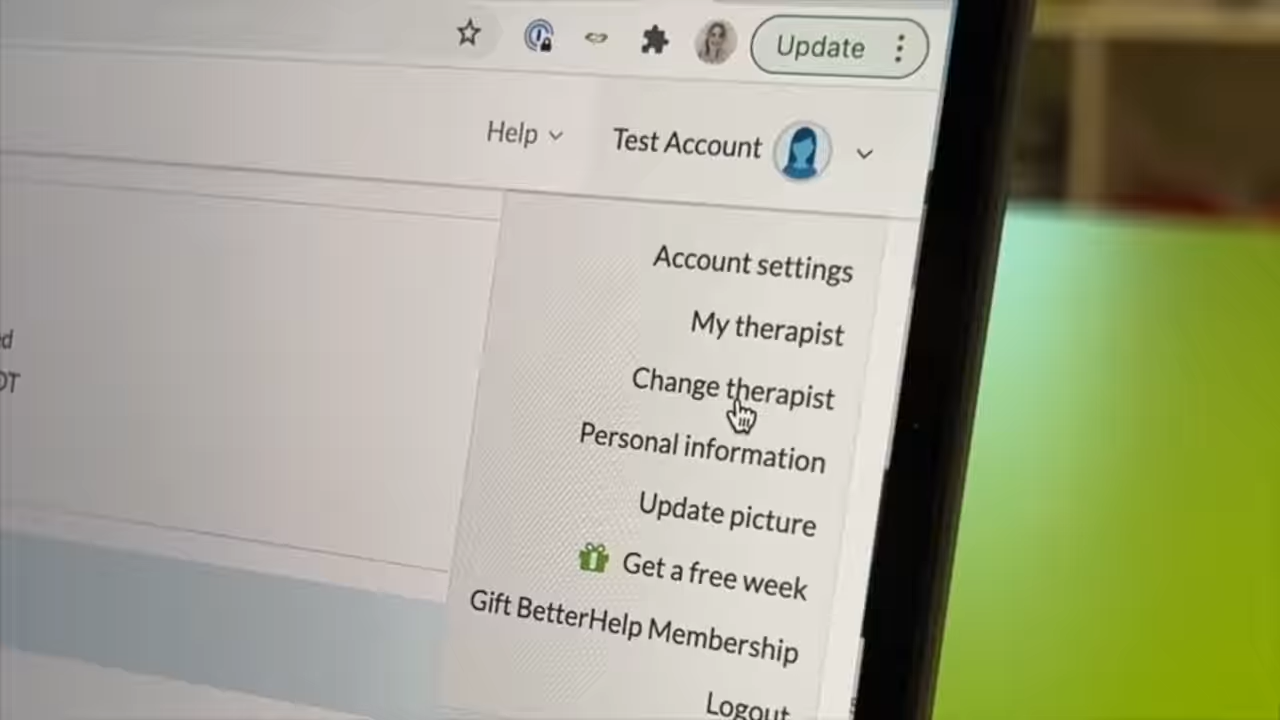 Update
Help
Test Account
Account settings
My therapist
Change therapist
Personal information
Update picture
Get a free week
Gift BetterHelp Membership
Logout